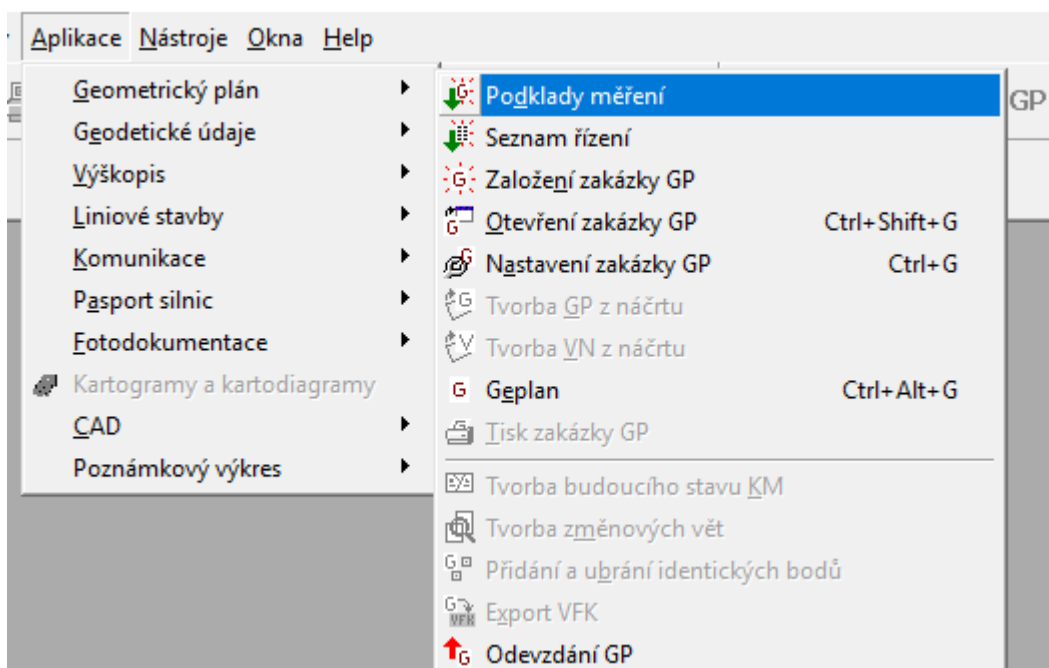 Aplikace Nástroje Okna Help
GP
Geometrický plán
Geodetické údaje
Výškopis
Liniové stavby
Komunikace
Pasport silnic
Fotodokumentace
Kartogramy a kartodiagramy
CAD
Poznámkový výkres
Podklady měření
Seznam řízení
Založení zakázky GP
Otevření zakázky GP Ctrl+Shift+G
Nastavení zakázky GP Ctrl+G
Tvorba GP z náčrtu
Tvorba VN z náčrtu
Geplan Ctrl+Alt+G
Tisk zakázky GP
Tvorba budoucího stavu KM
Tvorba změnových vět
Přidání a ubrání identických bodů
Export VFK
Odevzdání GP